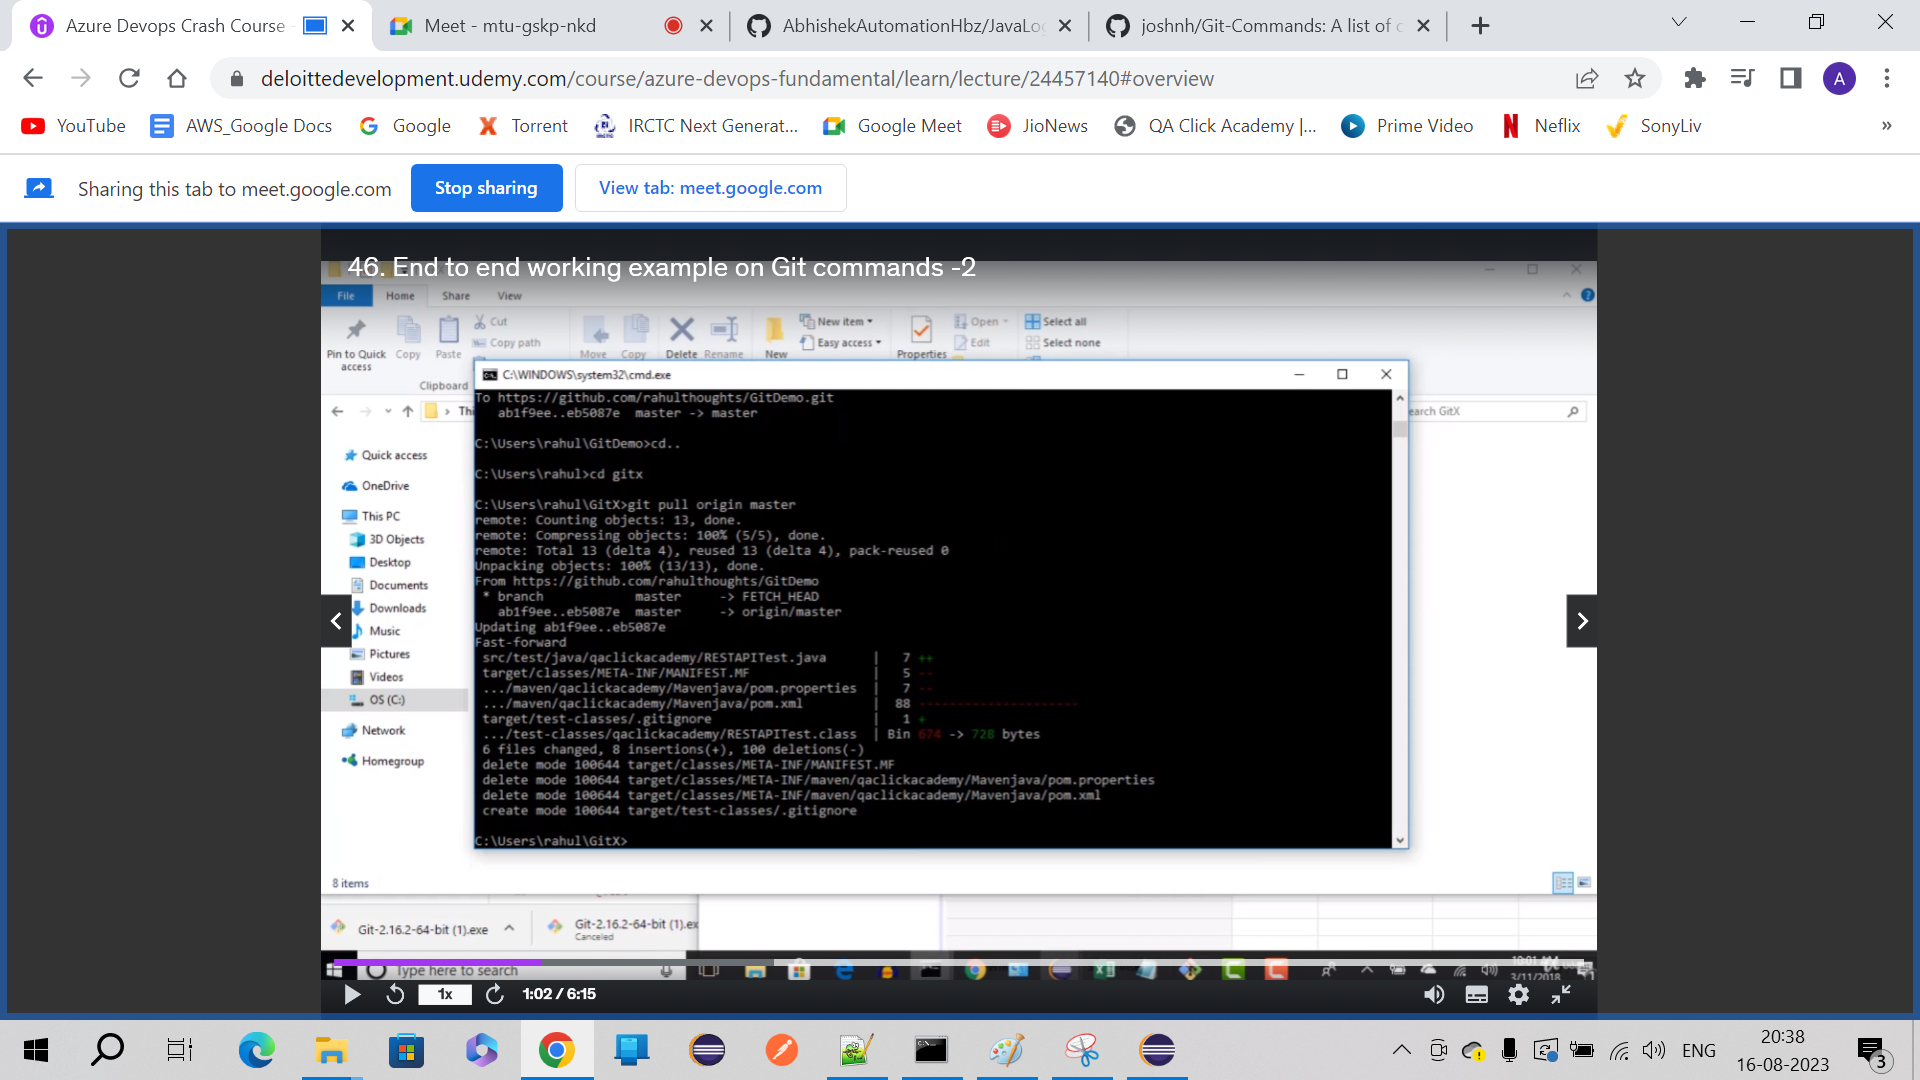 Azure Devops Crash Course
Meet - mtu-gskp-nkd
AbhishekAutomationHbz/JavaLo
joshnh/Git-Commands: A list of c
deloittedevelopment.udemy.com/course/azure-devops-fundamental/learn/lecture/24457140#overview
A
YouTube
AWS_Google Docs
Google
Torrent
IRCTC Next Generat...
Google Meet
JioNews
QA Click Academy |...
Prime Video
Neflix
SonyLiv
»
Sharing this tab to meet.google.com
Stop sharing
View tab: meet.google.com
46. End to end working example on Git commands -2
File
Home
Share
View
Pin to Quick access
Copy
Paste
Cut
Copy path
Clipboard
Move
Copy
Delete
Rename
New
New item
Easy access
Properties
Open
Edit
Select all
Select none
C:\WINDOWS\system32\cmd.exe
To https://github.com/rahulthoughts/GitDemo.git
ab1f9ee..eb5087e master -> master
C:\Users\rahul\GitDemo>cd..
C:\Users\rahul>cd gitx
C:\Users\rahul\GitX>git pull origin master
remote: Counting objects: 13, done.
remote: Compressing objects: 100% (5/5), done.
remote: Total 13 (delta 4), reused 13 (delta 4), pack-reused 0
Unpacking objects: 100% (13/13), done.
From https://github.com/rahulthoughts/GitDemo
* branch master -> FETCH_HEAD
ab1f9ee..eb5087e master -> origin/master
Updating ab1f9ee..eb5087e
Fast-forward
src/test/java/qaclickacademy/RESTAPITest.java | 7 ++
target/classes/META-INF/MANIFEST.MF | 5 --
.../maven/qaclickacademy/Mavenjava/pom.properties | 7 --
.../maven/qaclickacademy/Mavenjava/pom.xml | 88 ---------------------
target/test-classes/.gitignore | 1 +
.../test-classes/qaclickacademy/RESTAPITest.class | Bin 674 -> 728 bytes
6 files changed, 8 insertions(+), 100 deletions(-)
delete mode 100644 target/classes/META-INF/MANIFEST.MF
delete mode 100644 target/classes/META-INF/maven/qaclickacademy/Mavenjava/pom.properties
delete mode 100644 target/classes/META-INF/maven/qaclickacademy/Mavenjava/pom.xml
create mode 100644 target/test-classes/.gitignore
C:\Users\rahul\GitX>
earch GitX
Quick access
OneDrive
This PC
3D Objects
Desktop
Documents
Downloads
Music
Pictures
Videos
OS (C:)
Network
Homegroup
8 items
Git-2.16.2-64-bit (1).exe
Git-2.16.2-64-bit (1).ex
Canceled
Type here to search
3/11/2018
1x
1:02 / 6:15
ENG
20:38
16-08-2023
3